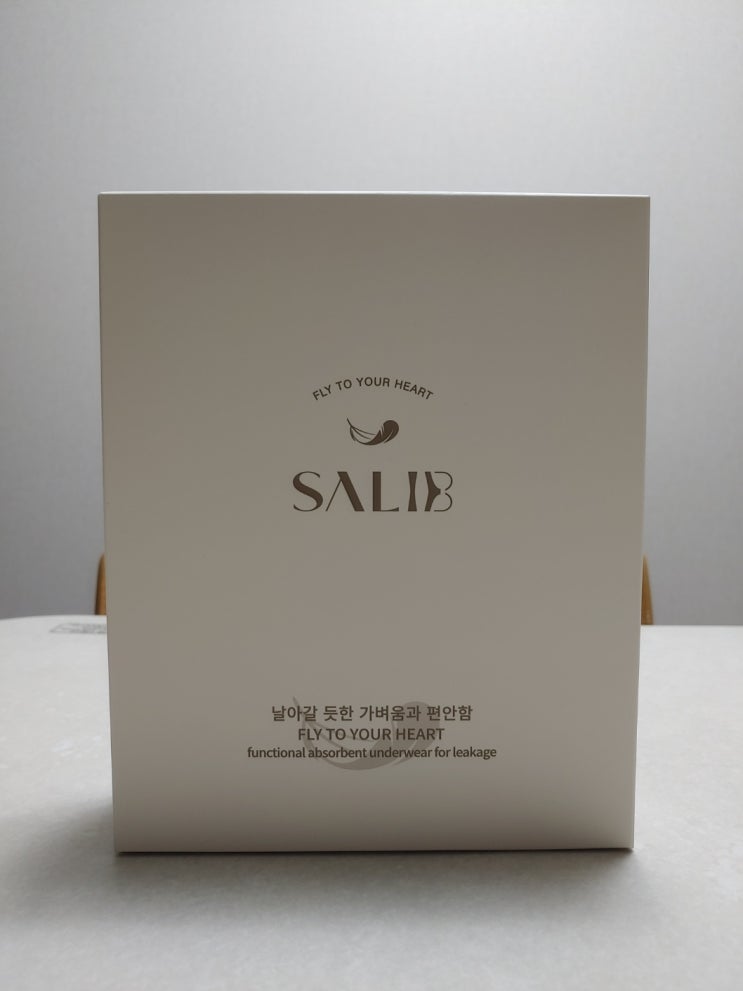 FLY TO YOUR HEART
SALIB
날아갈 듯한 가벼움과 편안함
FLY TO YOUR HEART
functional absorbent underwear for leakage